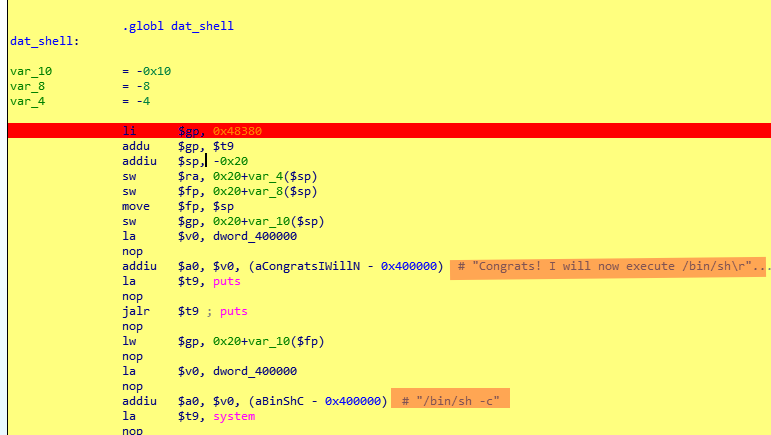 .globl dat_shell
dat_shell:
var_10 = -0x10
var_8 = -8
var_4 = -4
li $gp, 0x48380
addu $gp, $t9
addiu $sp, -0x20
sw $ra, 0x20+var_4($sp)
sw $fp, 0x20+var_8($sp)
move $fp, $sp
sw $gp, 0x20+var_10($sp)
la $v0, dword_400000
nop
addiu $a0, $v0, (aCongratsIWillN - 0x400000) # "Congrats! I will now execute /bin/sh\r"...
la $t9, puts
nop
jalr $t9 ; puts
nop
lw $gp, 0x20+var_10($fp)
nop
la $v0, dword_400000
nop
addiu $a0, $v0, (aBinShC - 0x400000) # "/bin/sh -c"
la $t9, system
nop